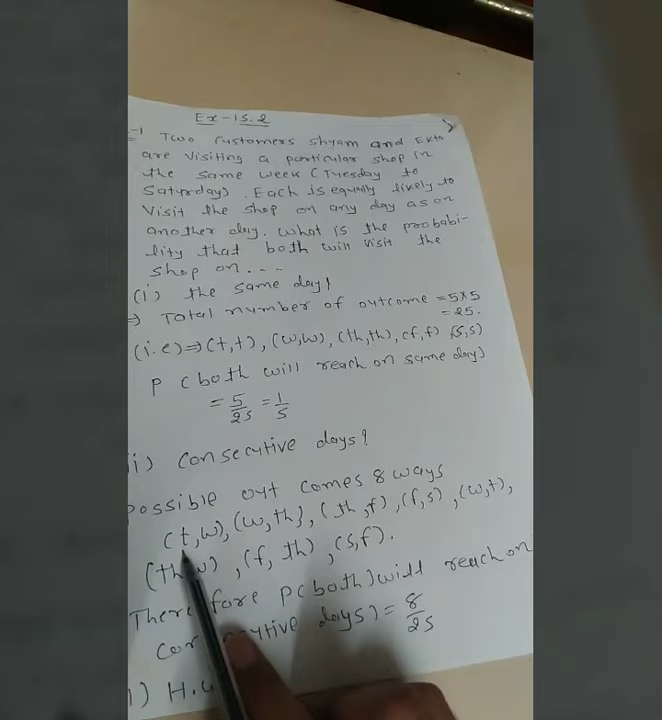 Ex-15.2
-1 Two customers shyam and Ekta
are visiting a particular shop in
the same week (Tuesday to
Saturday). Each is equally likely to
visit the shop on any day as on
another day. what is the probabi-
lity that both will visit the
shop on...
(i) the same day?
⇒ Total number of outcome = 5X5
= 25.
(i.e) ⇒ (t,t), (w,w), (th,th), (f,f) (s,s)
P (both will reach on same day)
= 5/25 = 1/5
ii) consecutive days?
Possible out comes 8 ways
(t,w), (w,th), (th,f), (f,s), (w,t),
(th,w), (f,th), (s,f).
Therefore P(both) will reach on
days) = 8/25
) H.